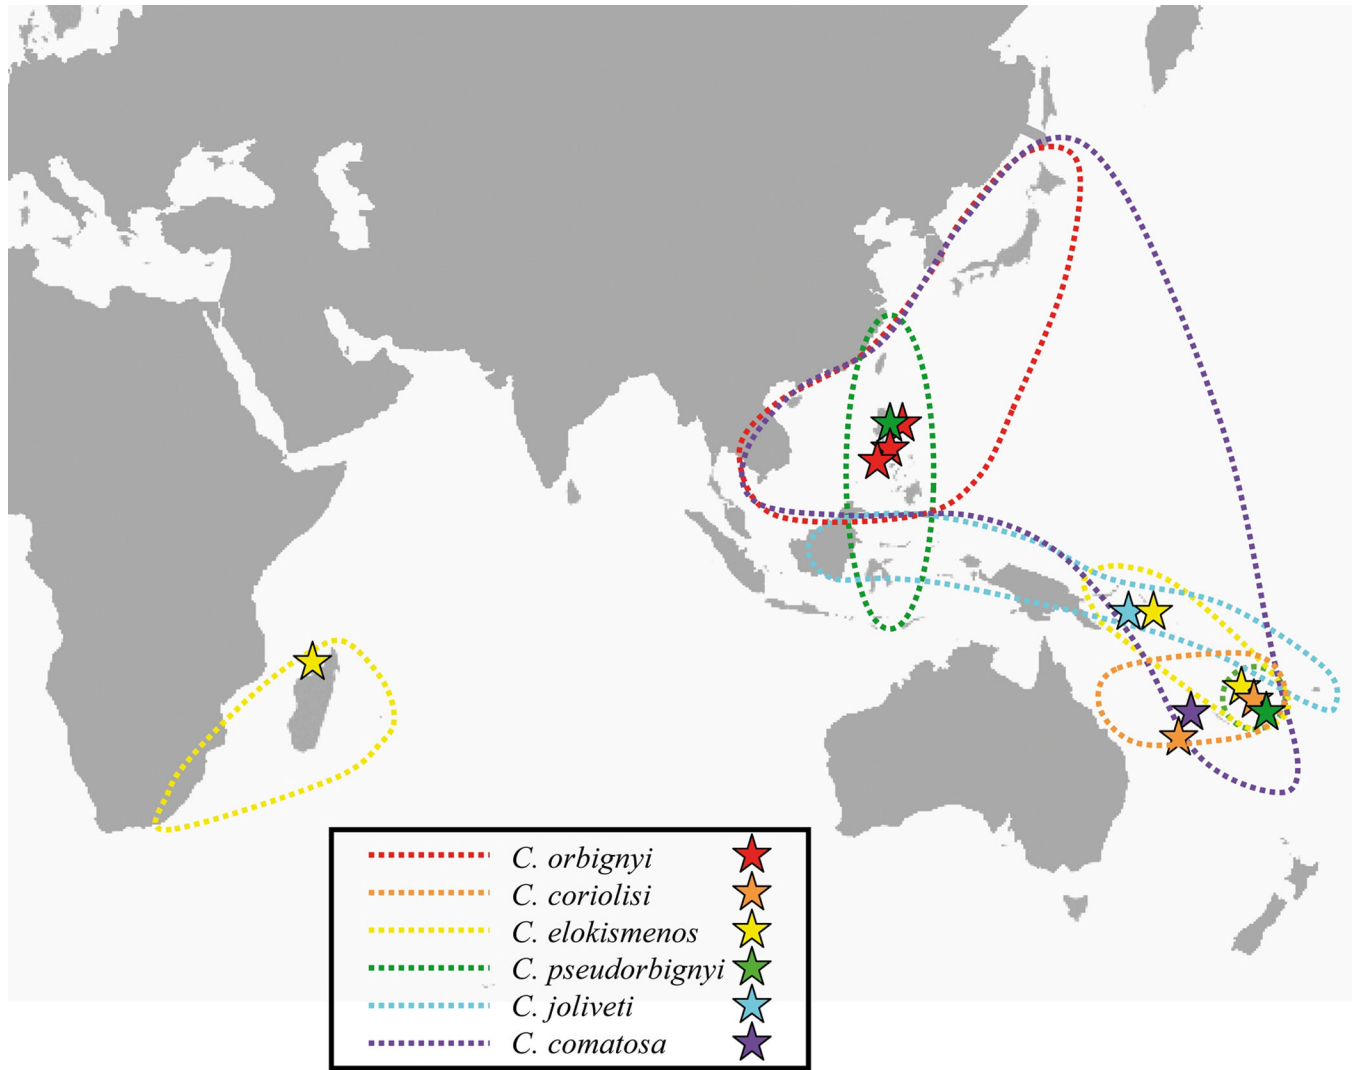 C. orbignyi
C. coriolisi
C. elokismenos
C. pseudorbignyi
C. joliveti
C. comatosa